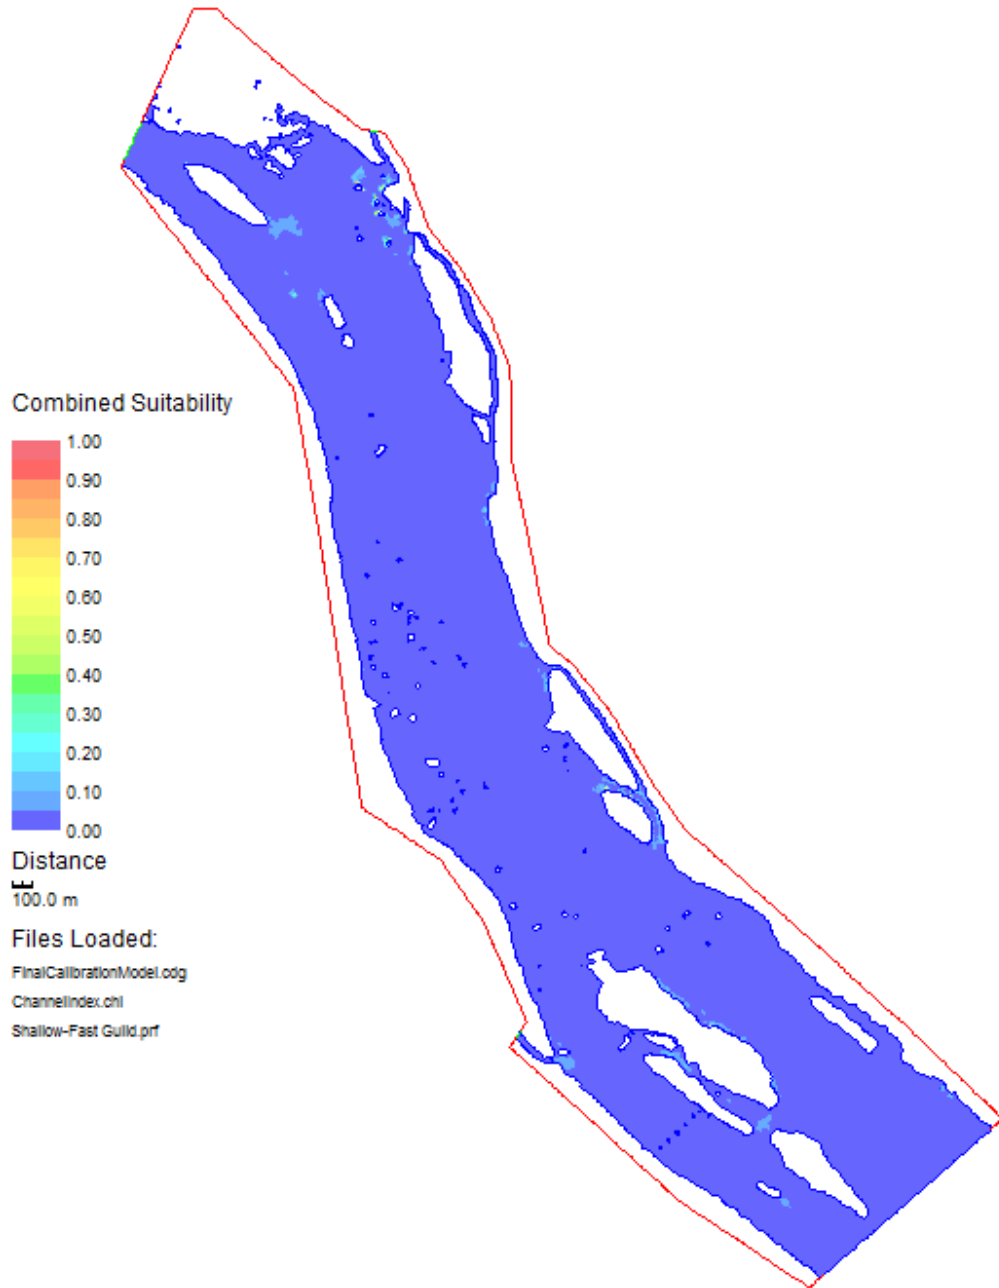 Combined Suitability
1.00
0.90
0.80
0.70
0.60
0.50
0.40
0.30
0.20
0.10
0.00
Distance
100.0 m
Files Loaded:
FinalCalibrationModel.cdg
ChannelIndex.chi
Shallow-Fast Guild.prf